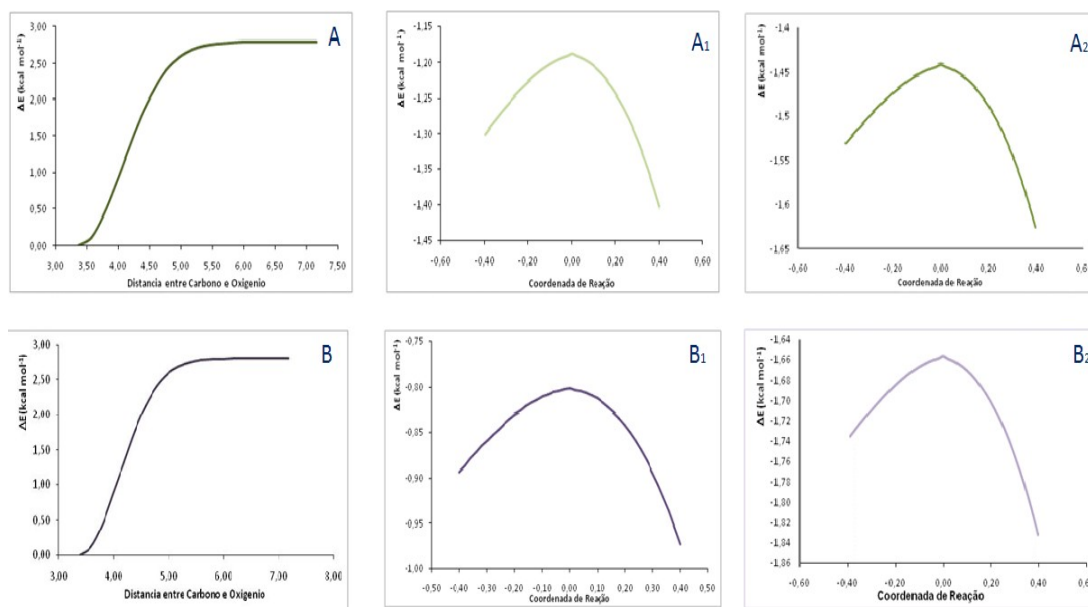 A
ΔE (kcal mol⁻¹)
3,00
2,50
2,00
1,50
1,00
0,50
0,00
3,00 3,50 4,00 4,50 5,00 5,50 6,00 6,50 7,00 7,50
Distancia entre Carbono e Oxigenio
A1
ΔE (kcal mol⁻¹)
-1,15
-1,20
-1,25
-1,30
-1,35
-1,40
-1,45
-0,60 -0,40 -0,20 0,00 0,20 0,40 0,60
Coordenada de Reação
A2
ΔE (kcal mol⁻¹)
-1,4
-1,45
-1,5
-1,55
-1,6
-1,65
-0,60 -0,40 -0,20 0,00 0,20 0,40 0,6
Coordenada de Reação
B
ΔE (kcal mol⁻¹)
3,00
2,50
2,00
1,50
1,00
0,50
0,00
3,00 4,00 5,00 6,00 7,00 8,00
Distancia entre Carbono e Oxigenio
B1
ΔE (kcal mol⁻¹)
-0,75
-0,80
-0,85
-0,90
-0,95
-1,00
-0,50 -0,40 -0,30 -0,20 -0,10 0,00 0,10 0,20 0,30 0,40 0,50
Coordenada de Reação
B2
ΔE (kcal mol⁻¹)
-1,64
-1,66
-1,68
-1,70
-1,72
-1,74
-1,76
-1,78
-1,80
-1,82
-1,84
-1,86
-0,60 -0,40 -0,20 0,00 0,20 0,40 0,60
Coordenada de Reação